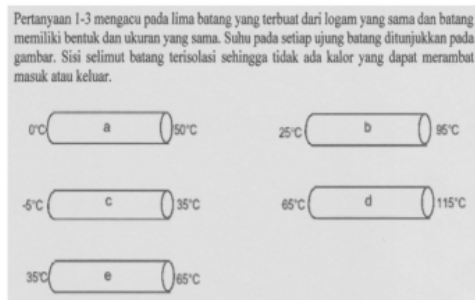 Pertanyaan 1-3 mengacu pada lima batang yang terbuat dari logam yang sama dan batang
memiliki bentuk dan ukuran yang sama. Suhu pada setiap ujung batang ditunjukkan pada
gambar. Sisi selimut batang terisolasi sehingga tidak ada kalor yang dapat merambat
masuk atau keluar.
0°C a 50°C
25°C b 95°C
-5°C c 35°C
65°C d 115°C
35°C e 65°C